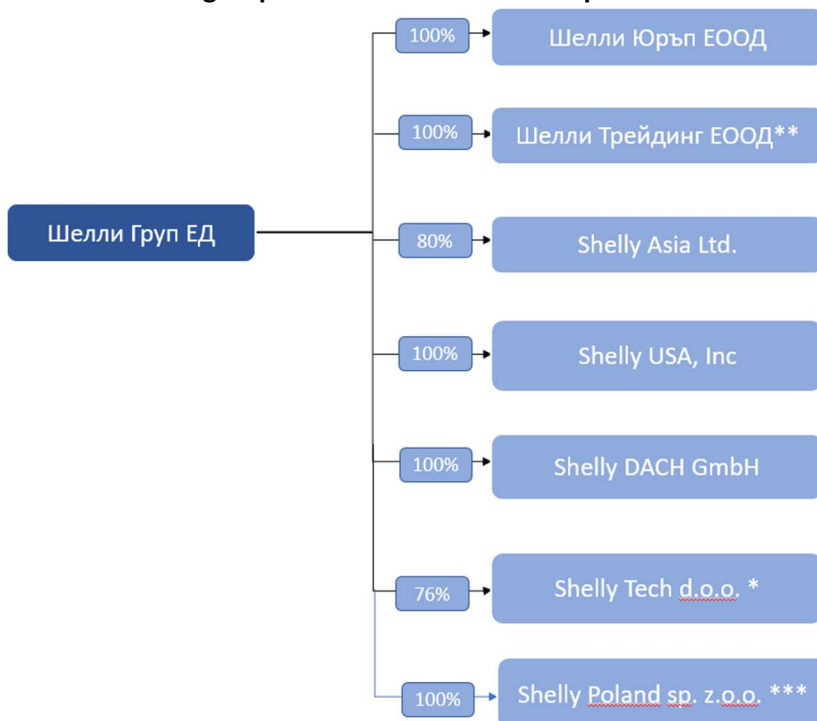 Шелли Груп ЕД
100%
Шелли Юръп ЕООД
100%
Шелли Трейдинг ЕООД**
80%
Shelly Asia Ltd.
100%
Shelly USA, Inc
100%
Shelly DACH GmbH
76%
Shelly Tech d.o.o. *
100%
Shelly Poland sp. z.o.o. ***